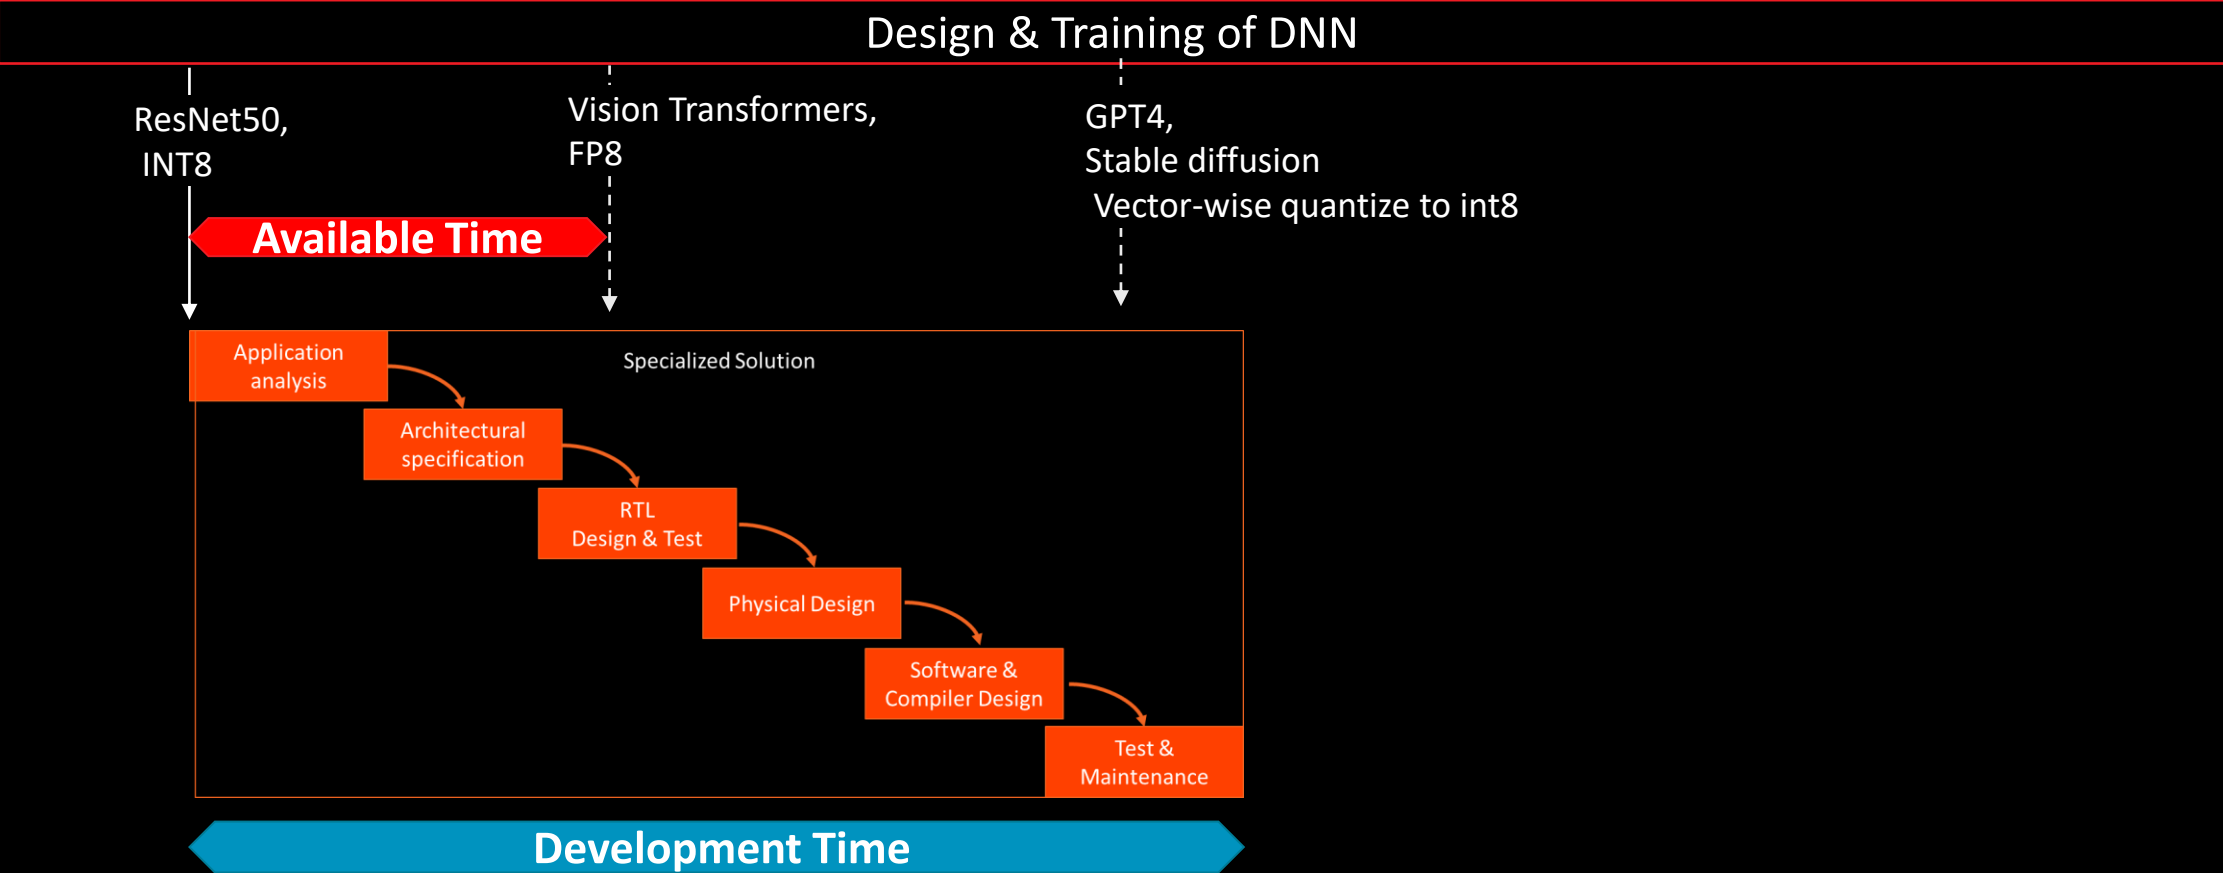 Design & Training of DNN
ResNet50,
INT8
Vision Transformers,
FP8
GPT4,
Stable diffusion
Vector-wise quantize to int8
Available Time
Specialized Solution
Application
analysis
Architectural
specification
RTL
Design & Test
Physical Design
Software &
Compiler Design
Test &
Maintenance
Development Time